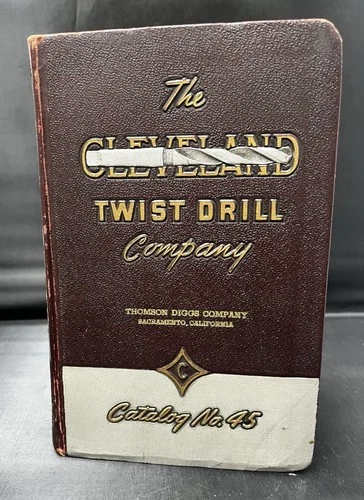 The
CLEVELAND
TWIST DRILL
Company
THOMSON DIGGS COMPANY
SACRAMENTO, CALIFORNIA
C
Catalog No. 45